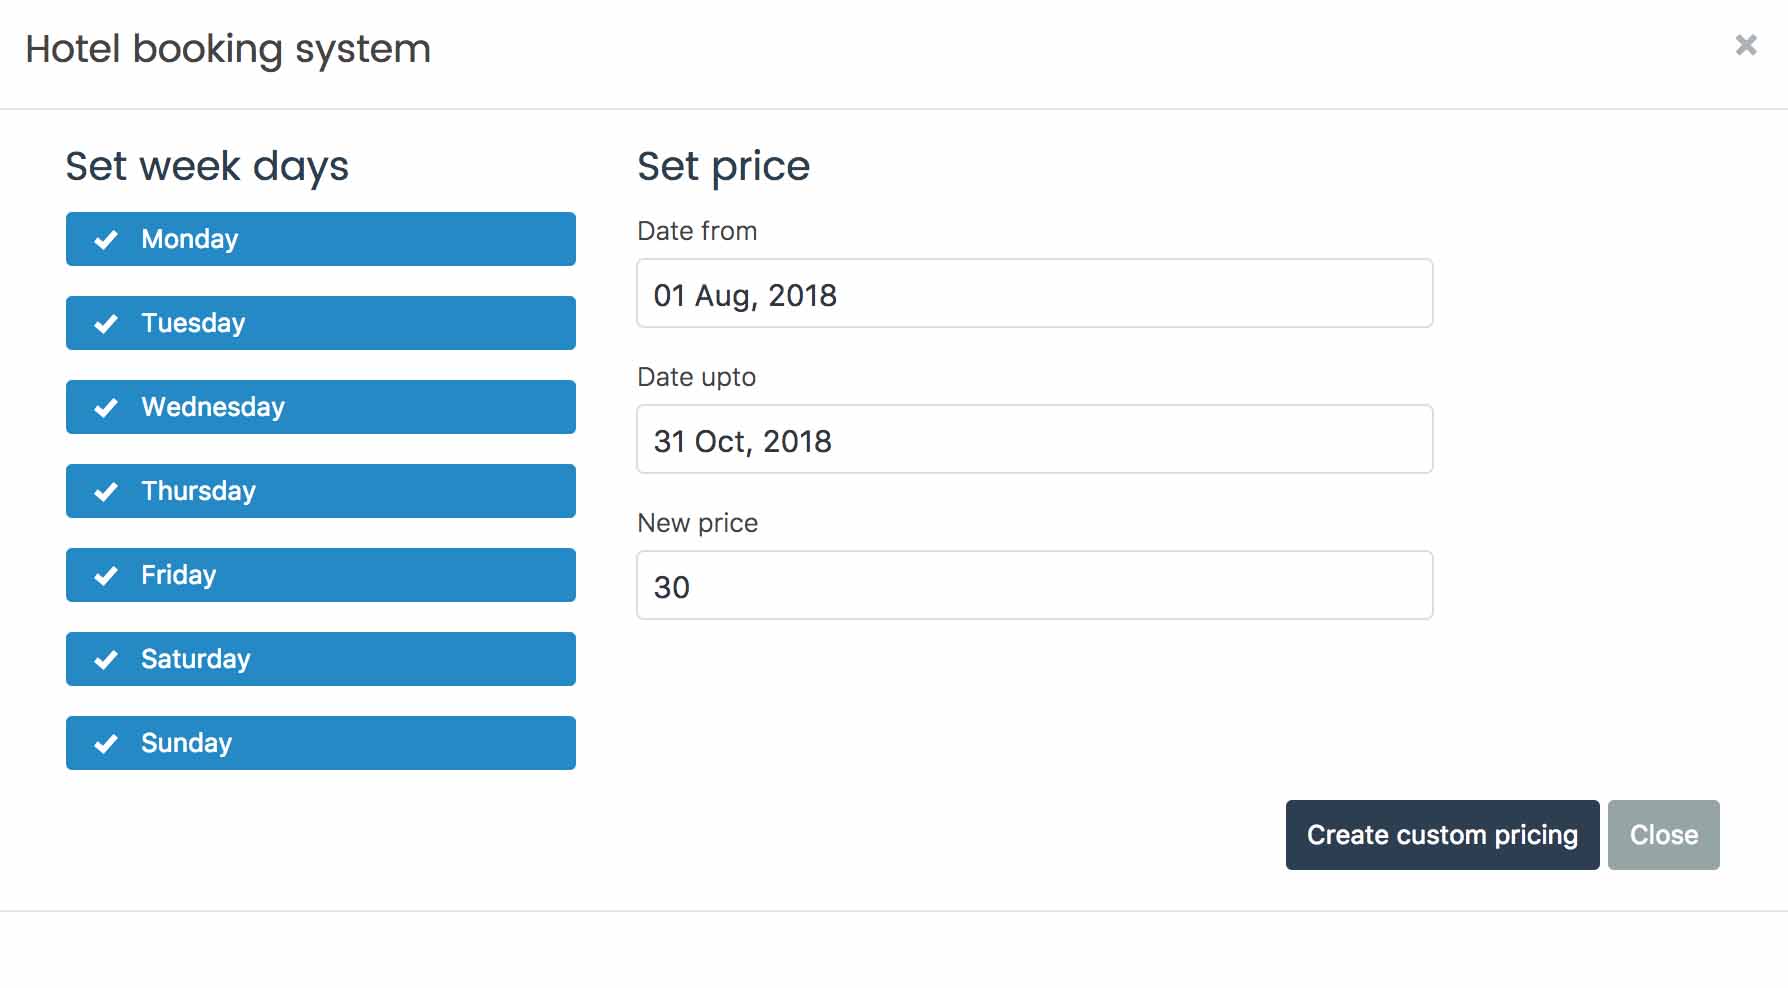 Hotel booking system
Set week days
Monday
Tuesday
Wednesday
Thursday
Friday
Saturday
Sunday
Set price
Date from
01 Aug, 2018
Date upto
31 Oct, 2018
New price
30
Create custom pricing
Close